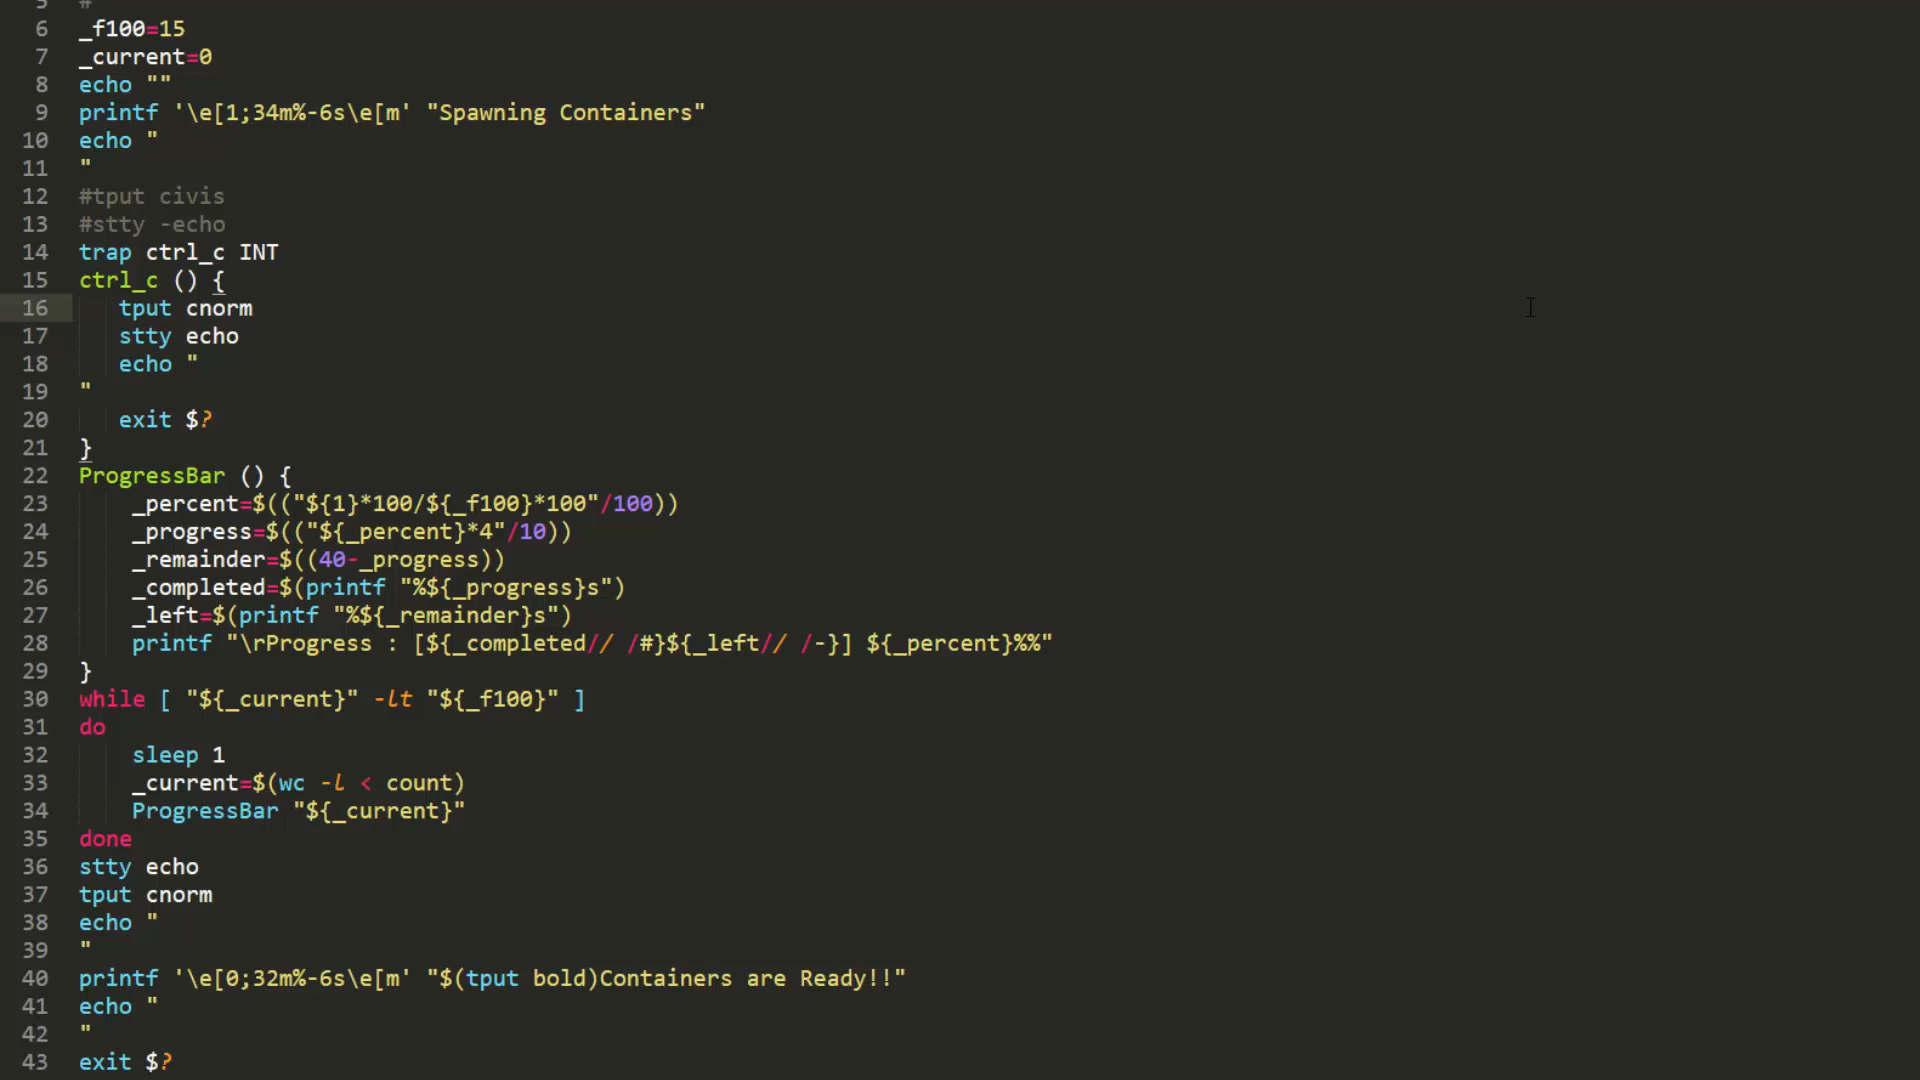 5 #
6 _f100=15
7 _current=0
8 echo ""
9 printf '\e[1;34m%-6s\e[m' "Spawning Containers"
10 echo "
11 "
12 #tput civis
13 #stty -echo
14 trap ctrl_c INT
15 ctrl_c () {
16    tput cnorm
17    stty echo
18    echo "
19 "
20    exit $?
21 }
22 ProgressBar () {
23     _percent=$(("${1}*100/${_f100}*100"/100))
24     _progress=$(("${_percent}*4"/10))
25     _remainder=$((40-_progress))
26     _completed=$(printf "%${_progress}s")
27     _left=$(printf "%${_remainder}s")
28     printf "\rProgress : [${_completed// /#}${_left// /-}] ${_percent}%%"
29 }
30 while [ "${_current}" -lt "${_f100}" ]
31 do
32     sleep 1
33     _current=$(wc -l < count)
34     ProgressBar "${_current}"
35 done
36 stty echo
37 tput cnorm
38 echo "
39 "
40 printf '\e[0;32m%-6s\e[m' "$(tput bold)Containers are Ready!!"
41 echo "
42 "
43 exit $?